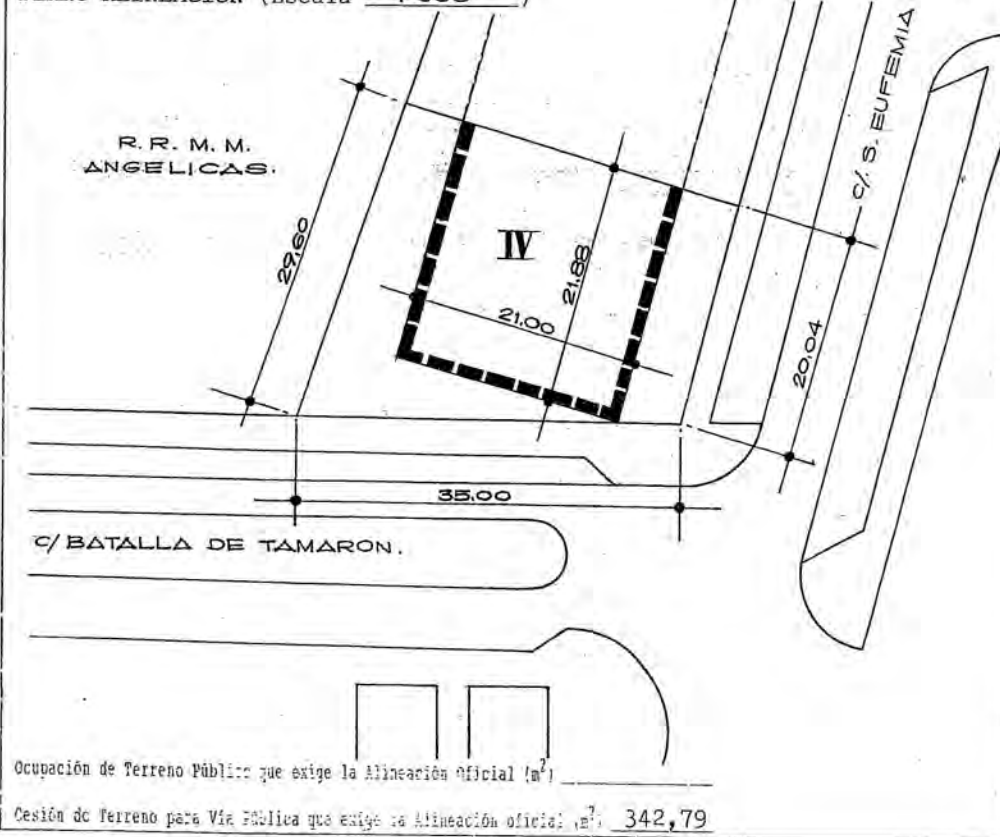 (Escala
R.R.M.M.
ANGELICAS.
C/. S. EUFEMIA
29,60
IV
21,88
21,00
20,04
35,00
C/ BATALLA DE TAMARON.
Ocupación de Terreno Público que exige la Alineación Oficial (m²)
Cesión de Terreno para Vía Pública que exige la Alineación oficial (m²) 342,79